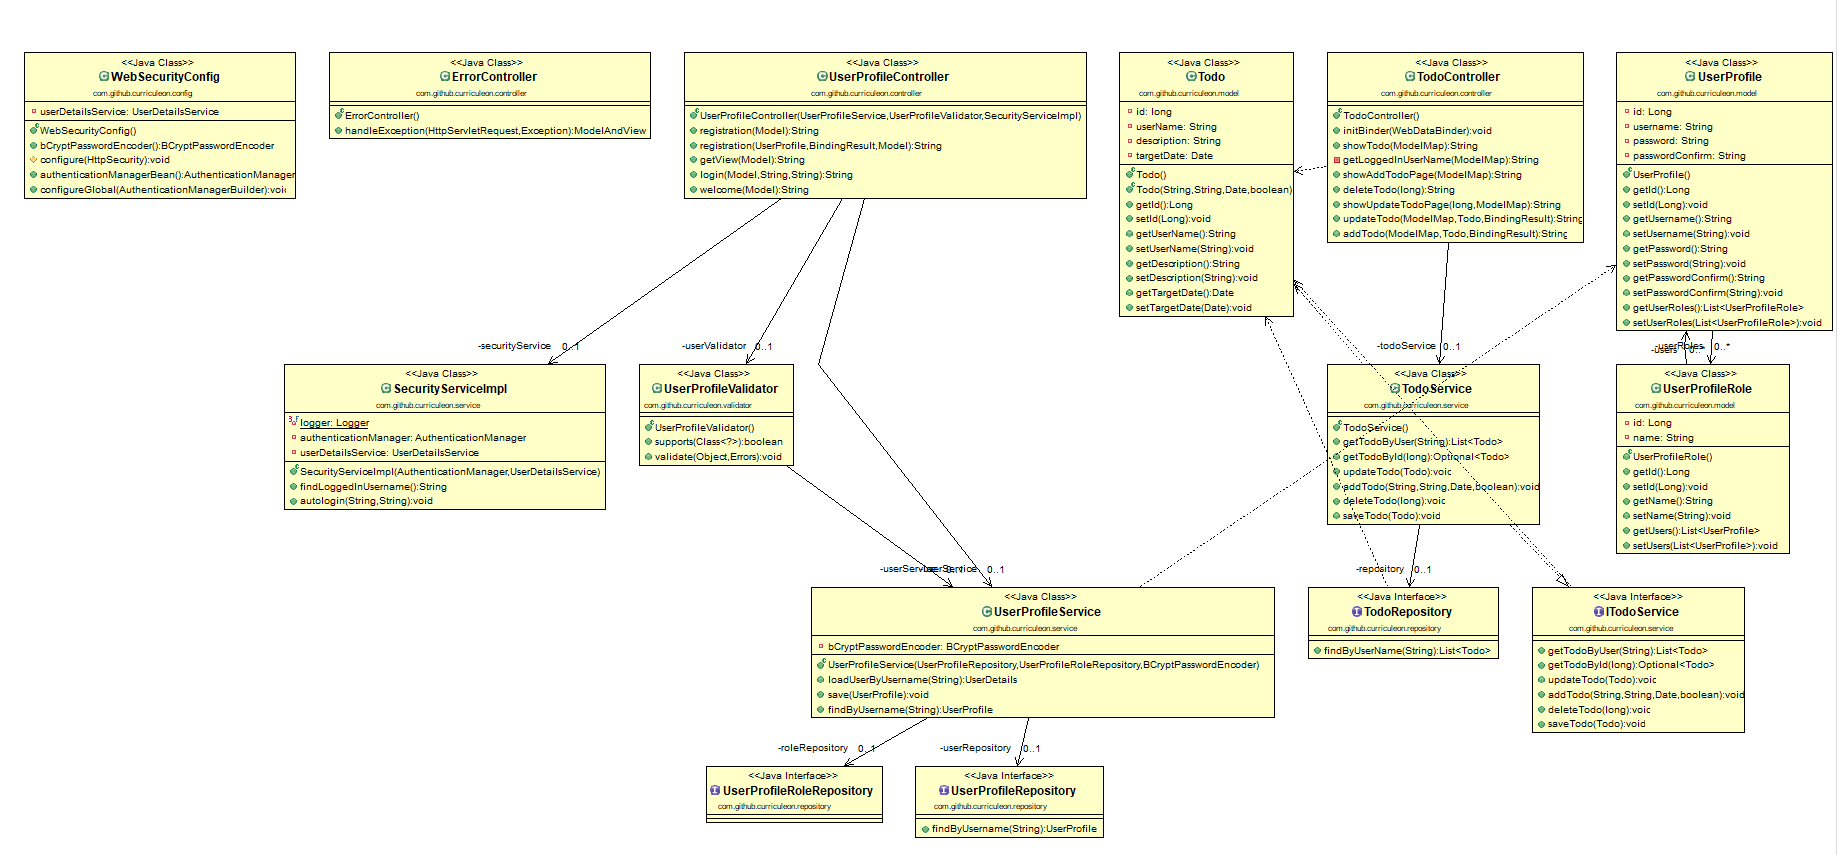 <<Java Class>>
WebSecurityConfig
com.github.curriculeon.config
userDetailsService: UserDetailsService
WebSecurityConfig()
bCryptPasswordEncoder():BCryptPasswordEncoder
configure(HttpSecurity):void
authenticationManagerBean():AuthenticationManager
configureGlobal(AuthenticationManagerBuilder):void
<<Java Class>>
ErrorController
com.github.curriculeon.controller
ErrorController()
handleException(HttpServletRequest,Exception):ModelAndView
<<Java Class>>
UserProfileController
com.github.curriculeon.controller
UserProfileController(UserProfileService,UserProfileValidator,SecurityServiceImpl)
registration(Model):String
registration(UserProfile,BindingResult,Model):String
getView(Model):String
login(Model,String,String):String
welcome(Model):String
<<Java Class>>
Todo
com.github.curriculeon.model
id: long
userName: String
description: String
targetDate: Date
Todo()
Todo(String,String,Date,boolean)
getId():Long
setId(Long):void
getUserName():String
setUserName(String):void
getDescription():String
setDescription(String):void
getTargetDate():Date
setTargetDate(Date):void
<<Java Class>>
TodoController
com.github.curriculeon.controller
TodoController()
initBinder(WebDataBinder):void
showTodo(ModelMap):String
getLoggedInUserName(ModelMap):String
showAddTodoPage(ModelMap):String
deleteTodo(long):String
showUpdateTodoPage(long,ModelMap):String
updateTodo(ModelMap,Todo,BindingResult):String
addTodo(ModelMap,Todo,BindingResult):String
<<Java Class>>
UserProfile
com.github.curriculeon.model
id: Long
username: String
password: String
passwordConfirm: String
UserProfile()
getId():Long
setId(Long):void
getUsername():String
setUsername(String):void
getPassword():String
setPassword(String):void
getPasswordConfirm():String
setPasswordConfirm(String):void
getUserRoles():List<UserProfileRole>
setUserRoles(List<UserProfileRole>):void
-securityService 0..1
-userValidator 0..1
-todoService 0..1
-userRoles 0..*
-users 0..*
<<Java Class>>
SecurityServiceImpl
com.github.curriculeon.service
logger: Logger
authenticationManager: AuthenticationManager
userDetailsService: UserDetailsService
SecurityServiceImpl(AuthenticationManager,UserDetailsService)
findLoggedInUsername():String
autologin(String,String):void
<<Java Class>>
UserProfileValidator
com.github.curriculeon.validator
UserProfileValidator()
supports(Class<?>):boolean
validate(Object,Errors):void
<<Java Class>>
TodoService
com.github.curriculeon.service
TodoService()
getTodoByUser(String):List<Todo>
getTodoById(long):Optional<Todo>
updateTodo(Todo):void
addTodo(String,String,Date,boolean):void
deleteTodo(long):void
saveTodo(Todo):void
<<Java Class>>
UserProfileRole
com.github.curriculeon.model
id: Long
name: String
UserProfileRole()
getId():Long
setId(Long):void
getName():String
setName(String):void
getUsers():List<UserProfile>
setUsers(List<UserProfile>):void
-userService 0..1
-userService 0..1
-repository 0..1
<<Java Class>>
UserProfileService
com.github.curriculeon.service
bCryptPasswordEncoder: BCryptPasswordEncoder
UserProfileService(UserProfileRepository,UserProfileRoleRepository,BCryptPasswordEncoder)
loadUserByUsername(String):UserDetails
save(UserProfile):void
findByUsername(String):UserProfile
<<Java Interface>>
TodoRepository
com.github.curriculeon.repository
findByUserName(String):List<Todo>
<<Java Interface>>
ITodoService
com.github.curriculeon.service
getTodoByUser(String):List<Todo>
getTodoById(long):Optional<Todo>
updateTodo(Todo):void
addTodo(String,String,Date,boolean):void
deleteTodo(long):void
saveTodo(Todo):void
-roleRepository 0..1
-userRepository 0..1
<<Java Interface>>
UserProfileRoleRepository
com.github.curriculeon.repository
<<Java Interface>>
UserProfileRepository
com.github.curriculeon.repository
findByUsername(String):UserProfile